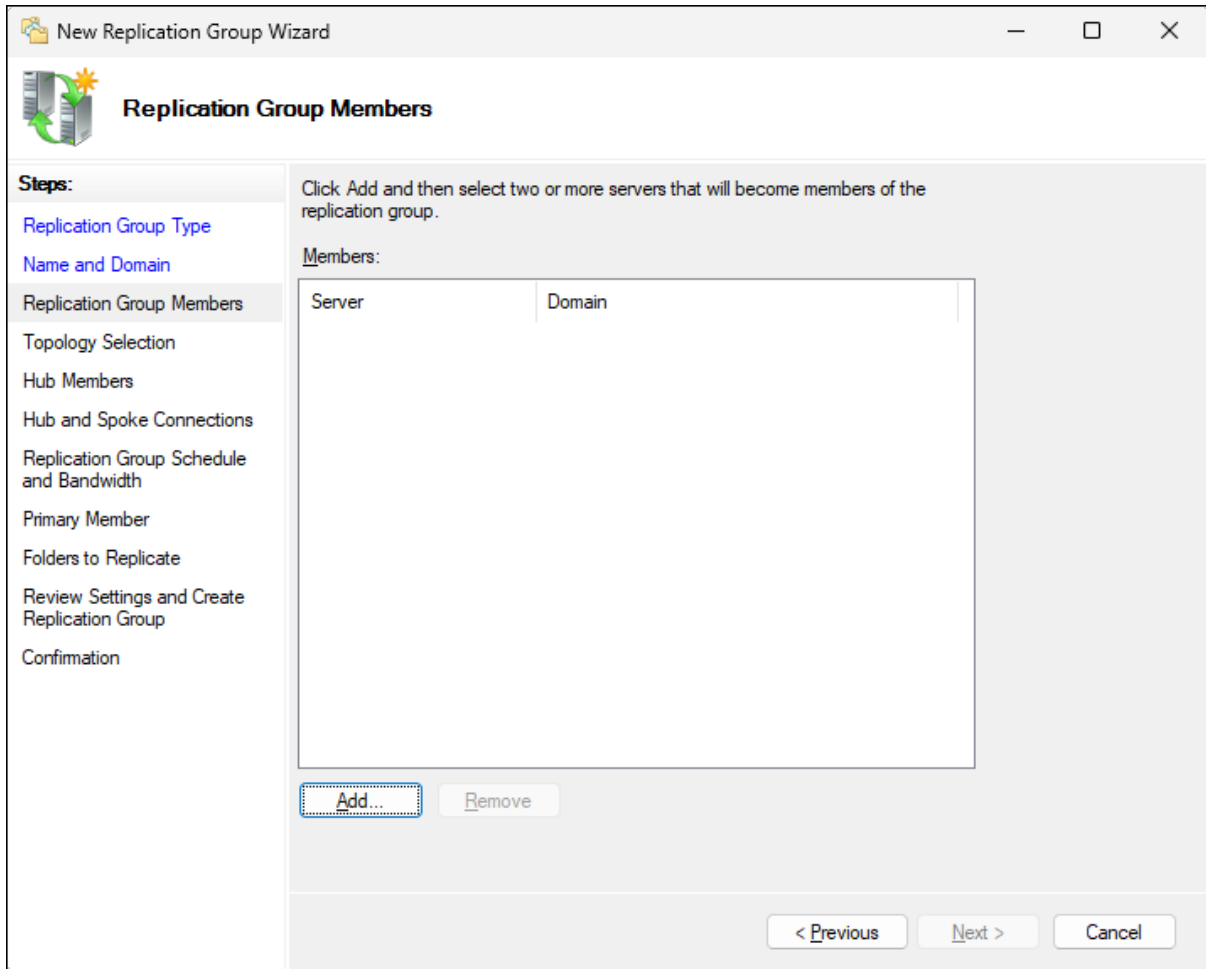 New Replication Group Wizard
Replication Group Members
Steps:
Replication Group Type
Name and Domain
Replication Group Members
Topology Selection
Hub Members
Hub and Spoke Connections
Replication Group Schedule
and Bandwidth
Primary Member
Folders to Replicate
Review Settings and Create
Replication Group
Confirmation
Click Add and then select two or more servers that will become members of the
replication group.
Members:
Server Domain
Add... Remove
< Previous Next > Cancel